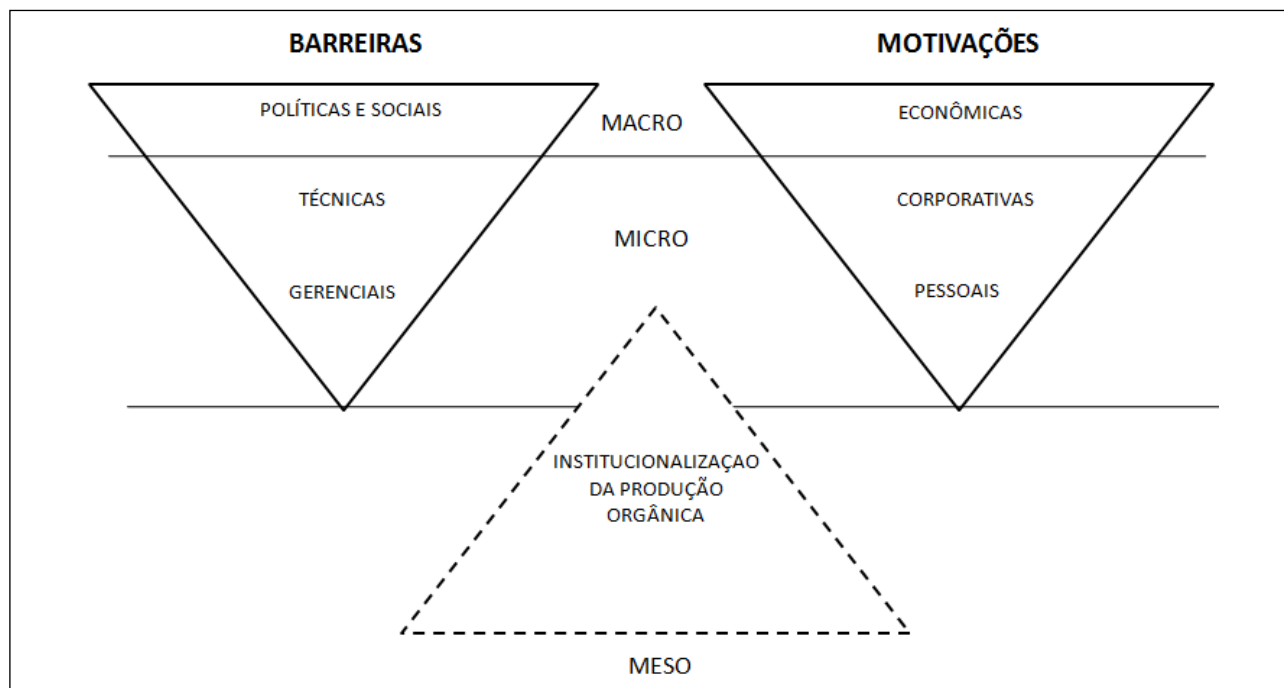 BARREIRAS
MOTIVAÇÕES
POLÍTICAS E SOCIAIS
MACRO
ECONÔMICAS
TÉCNICAS
CORPORATIVAS
MICRO
GERENCIAIS
PESSOAIS
INSTITUCIONALIZAÇAO
DA PRODUÇÃO
ORGÂNICA
MESO